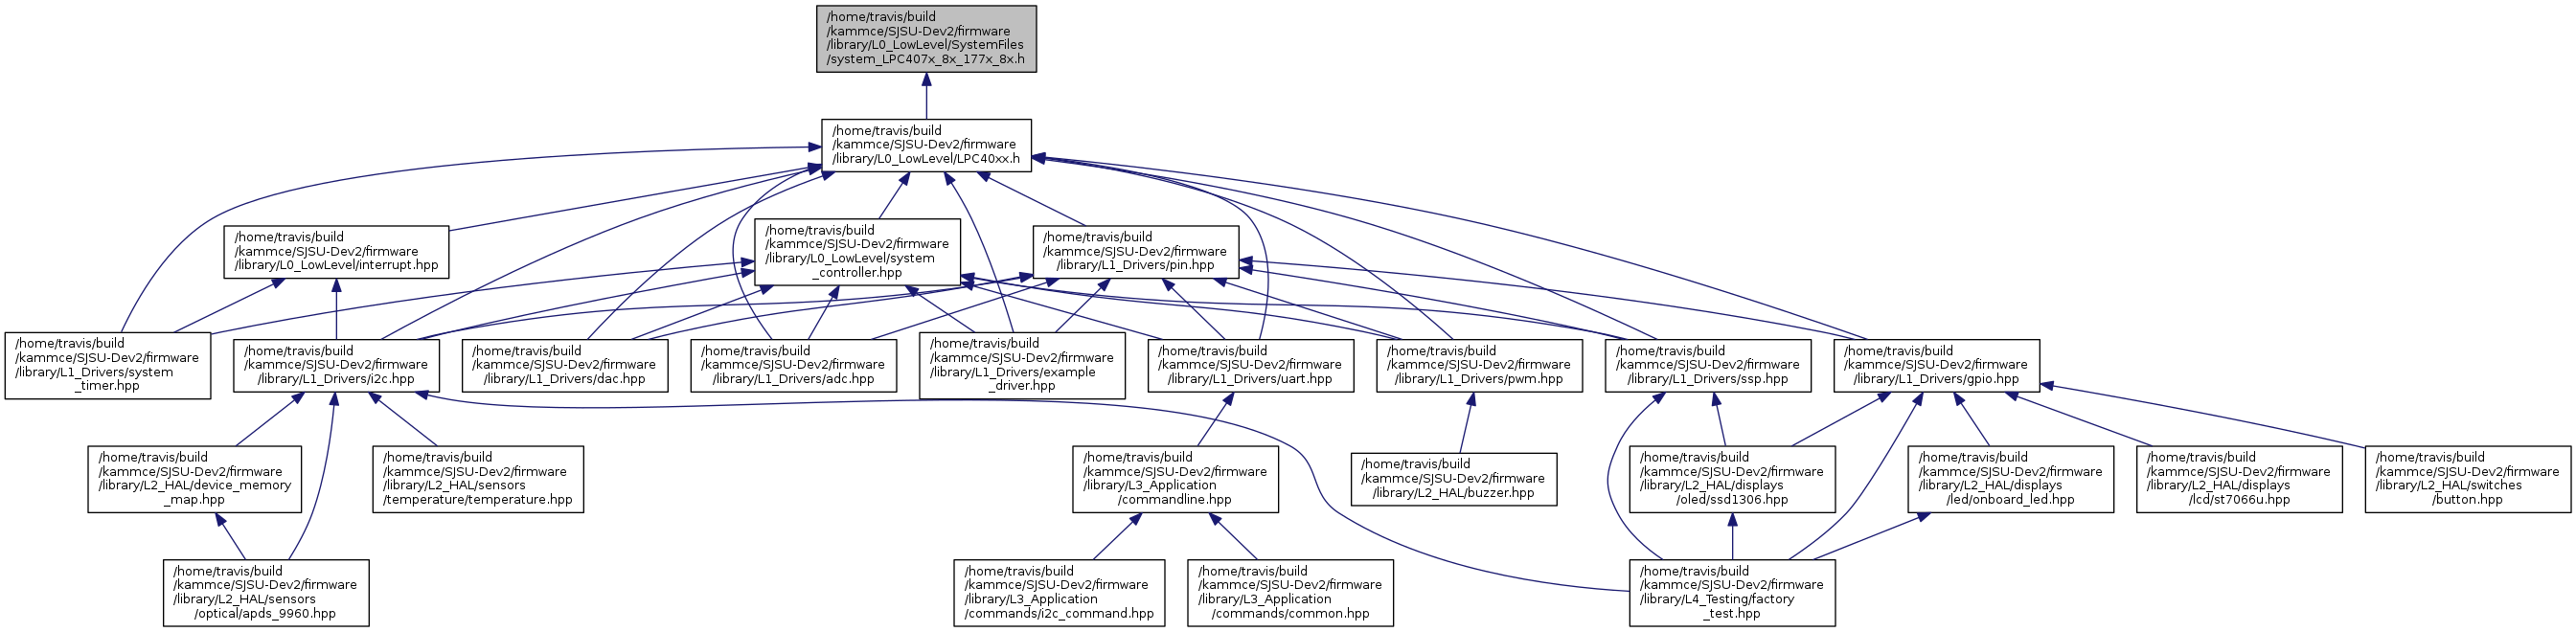 /home/travis/build
/kammce/SJSU-Dev2/firmware
/library/L0_LowLevel/SystemFiles
/system_LPC407x_8x_177x_8x.h
/home/travis/build
/kammce/SJSU-Dev2/firmware
/library/L0_LowLevel/LPC40xx.h
/home/travis/build
/kammce/SJSU-Dev2/firmware
/library/L0_LowLevel/interrupt.hpp
/home/travis/build
/kammce/SJSU-Dev2/firmware
/library/L0_LowLevel/system
_controller.hpp
/home/travis/build
/kammce/SJSU-Dev2/firmware
/library/L1_Drivers/pin.hpp
/home/travis/build
/kammce/SJSU-Dev2/firmware
/library/L1_Drivers/system
_timer.hpp
/home/travis/build
/kammce/SJSU-Dev2/firmware
/library/L1_Drivers/i2c.hpp
/home/travis/build
/kammce/SJSU-Dev2/firmware
/library/L1_Drivers/dac.hpp
/home/travis/build
/kammce/SJSU-Dev2/firmware
/library/L1_Drivers/adc.hpp
/home/travis/build
/kammce/SJSU-Dev2/firmware
/library/L1_Drivers/example
_driver.hpp
/home/travis/build
/kammce/SJSU-Dev2/firmware
/library/L1_Drivers/uart.hpp
/home/travis/build
/kammce/SJSU-Dev2/firmware
/library/L1_Drivers/pwm.hpp
/home/travis/build
/kammce/SJSU-Dev2/firmware
/library/L1_Drivers/ssp.hpp
/home/travis/build
/kammce/SJSU-Dev2/firmware
/library/L1_Drivers/gpio.hpp
/home/travis/build
/kammce/SJSU-Dev2/firmware
/library/L2_HAL/device_memory
_map.hpp
/home/travis/build
/kammce/SJSU-Dev2/firmware
/library/L2_HAL/sensors
/temperature/temperature.hpp
/home/travis/build
/kammce/SJSU-Dev2/firmware
/library/L3_Application
/commandline.hpp
/home/travis/build
/kammce/SJSU-Dev2/firmware
/library/L2_HAL/buzzer.hpp
/home/travis/build
/kammce/SJSU-Dev2/firmware
/library/L2_HAL/displays
/oled/ssd1306.hpp
/home/travis/build
/kammce/SJSU-Dev2/firmware
/library/L2_HAL/displays
/led/onboard_led.hpp
/home/travis/build
/kammce/SJSU-Dev2/firmware
/library/L2_HAL/displays
/lcd/st7066u.hpp
/home/travis/build
/kammce/SJSU-Dev2/firmware
/library/L2_HAL/switches
/button.hpp
/home/travis/build
/kammce/SJSU-Dev2/firmware
/library/L2_HAL/sensors
/optical/apds_9960.hpp
/home/travis/build
/kammce/SJSU-Dev2/firmware
/library/L3_Application
/commands/i2c_command.hpp
/home/travis/build
/kammce/SJSU-Dev2/firmware
/library/L3_Application
/commands/common.hpp
/home/travis/build
/kammce/SJSU-Dev2/firmware
/library/L4_Testing/factory
_test.hpp